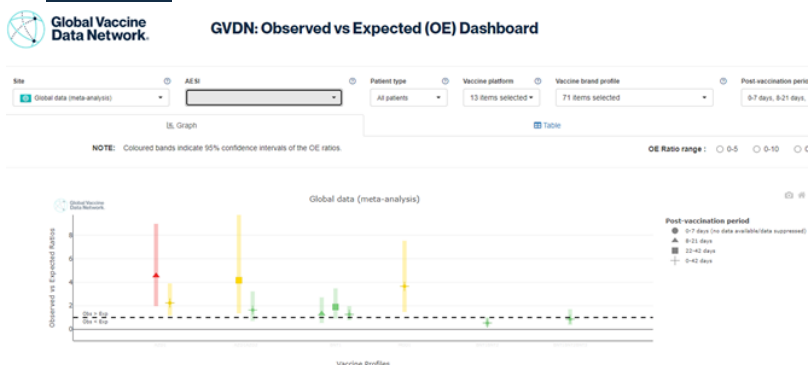 Global Vaccine
Data Network.
GVDN: Observed vs Expected (OE) Dashboard
Site
AESI
Patient type
Vaccine platform
Vaccine brand profile
Post-vaccination perio
Global data (meta-analysis)
All patients
13 items selected
71 items selected
0-7 days, 8-21 days,
Graph
Table
NOTE: Coloured bands indicate 95% confidence intervals of the OE ratios.
OE Ratio range :
0-5
0-10
Global Vaccine
Data Network.
Global data (meta-analysis)
Post-vaccination period
0-7 days (no data available/data suppressed)
8-21 days
22-42 days
0-42 days
Observed vs Expected Ratios
8
6
4
2
0
Obs > Exp
Obs < Exp
Vaccine Profiles